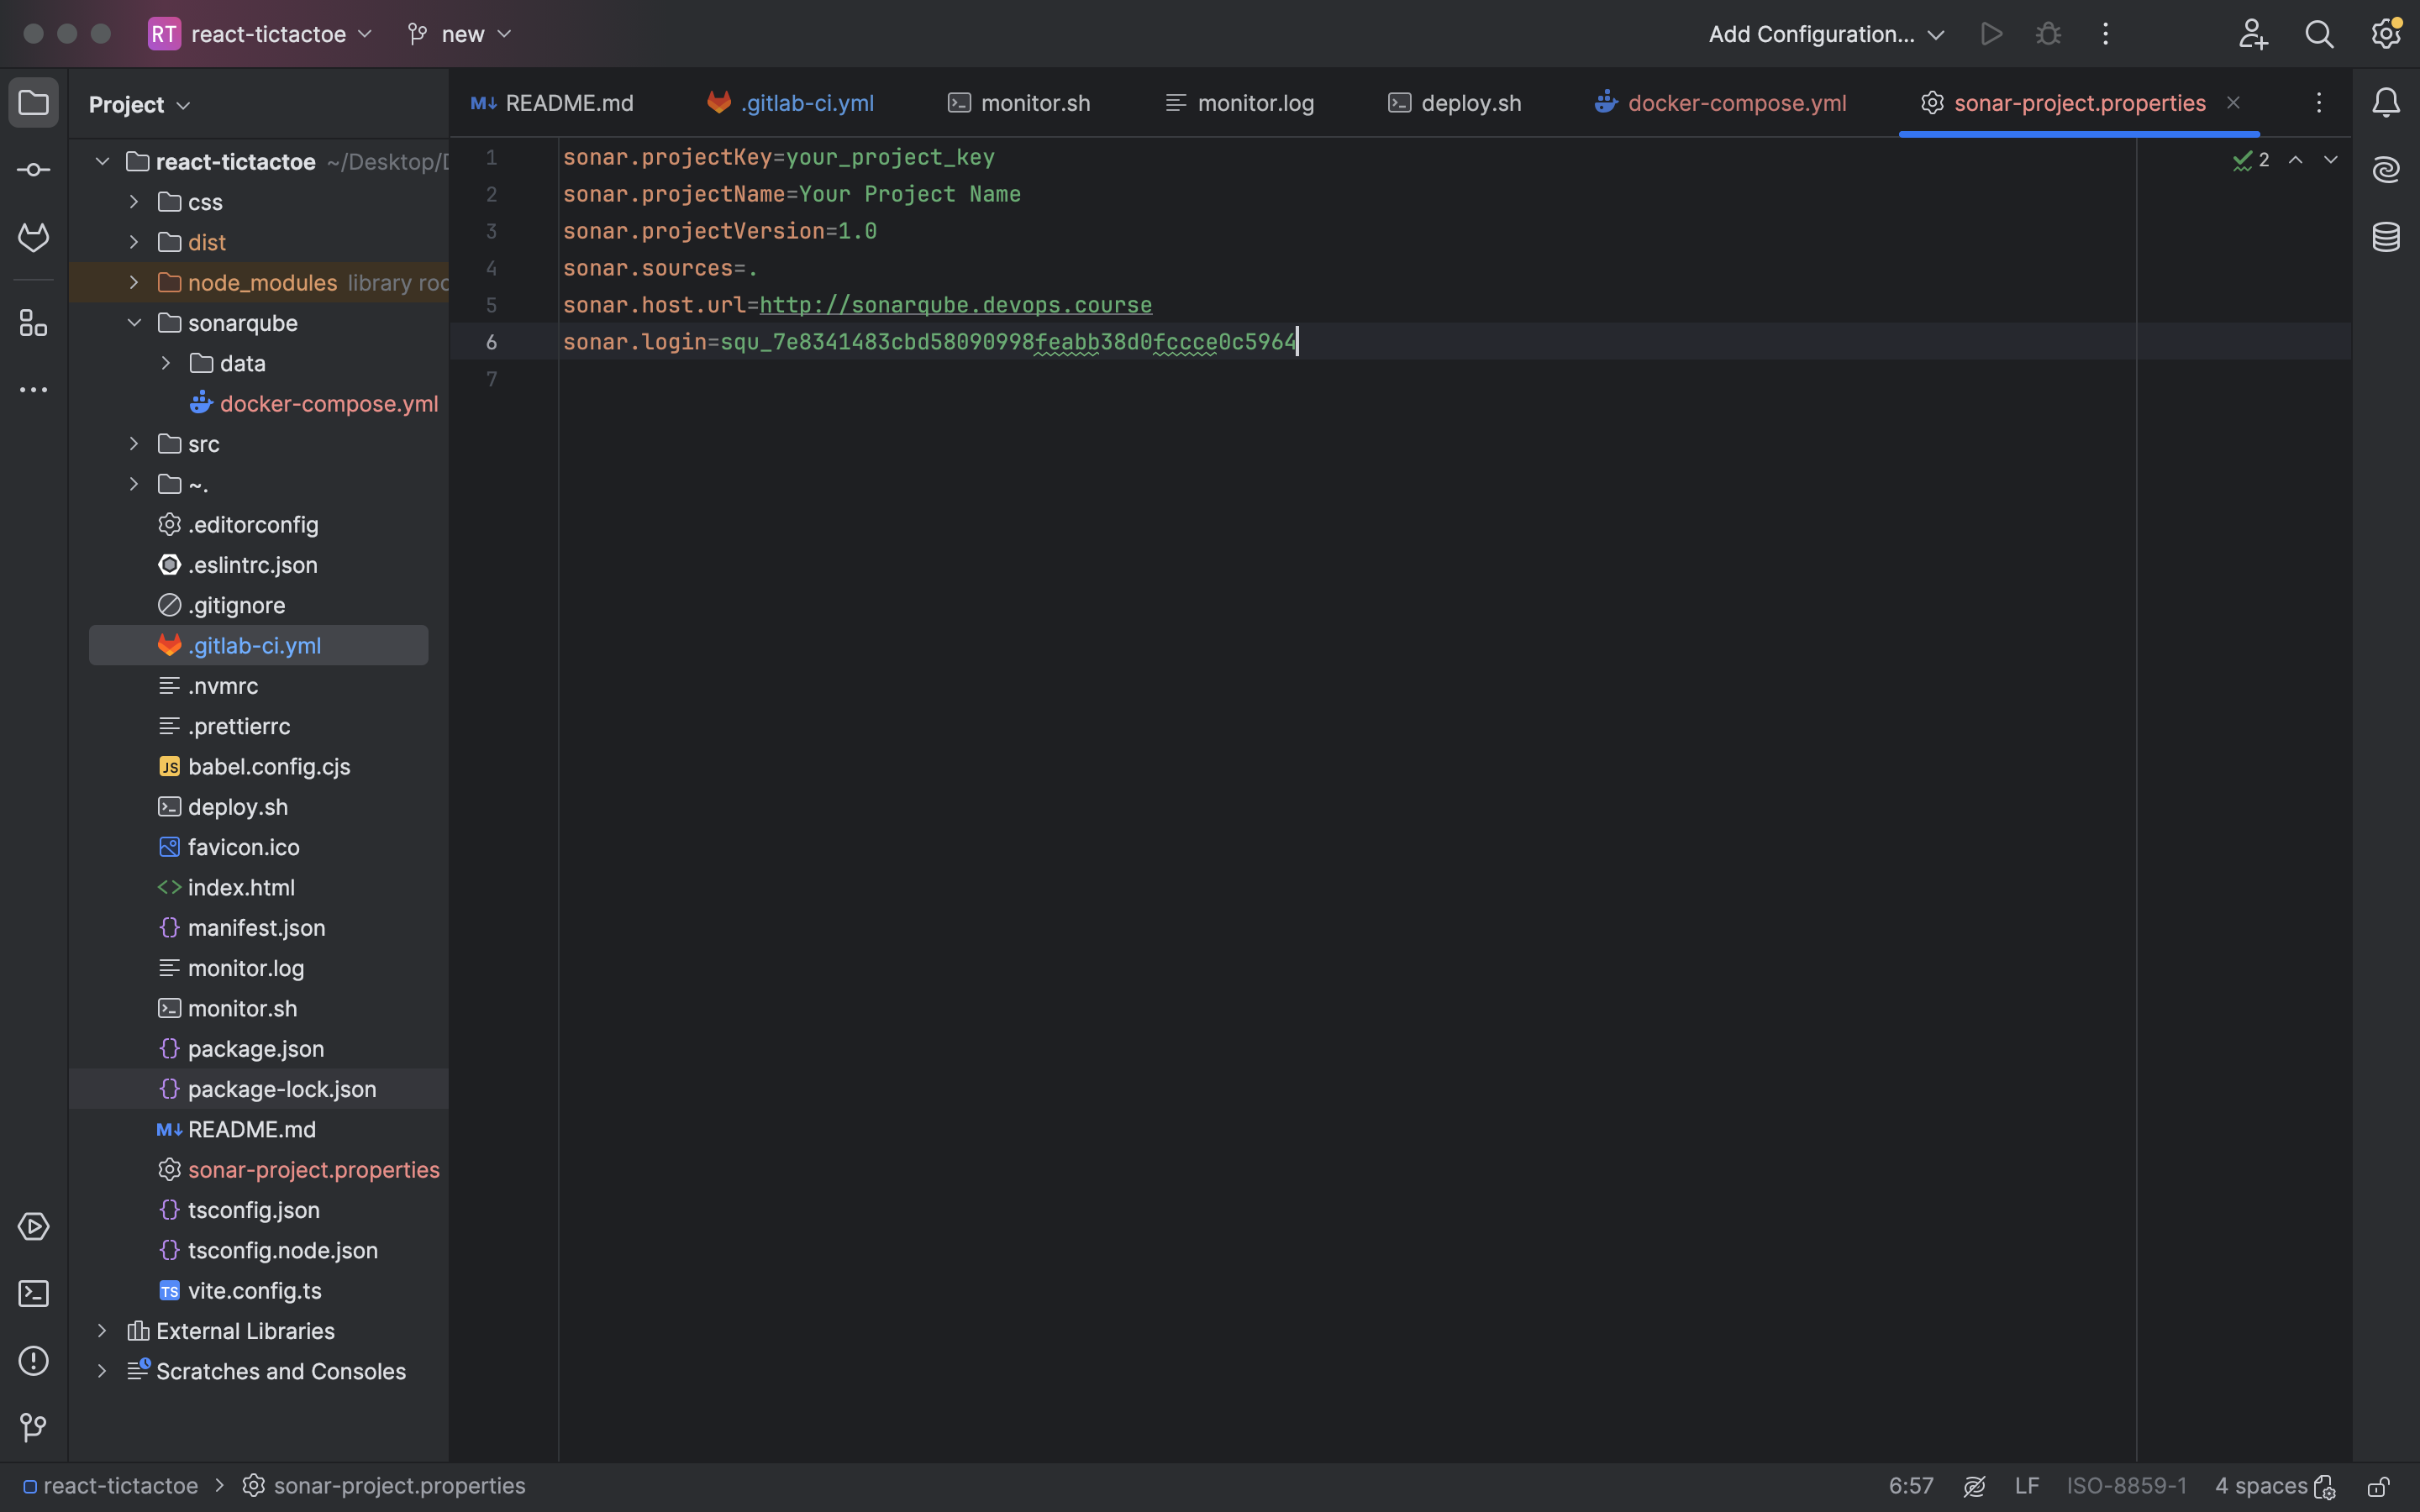 RT react-tictactoe new Add Configuration...
Project
README.md .gitlab-ci.yml monitor.sh monitor.log deploy.sh docker-compose.yml sonar-project.properties
react-tictactoe ~/Desktop/D
css
dist
node_modules library roo
sonarqube
data
docker-compose.yml
src
~.
.editorconfig
.eslintrc.json
.gitignore
.gitlab-ci.yml
.nvmrc
.prettierrc
JS babel.config.cjs
deploy.sh
favicon.ico
index.html
manifest.json
monitor.log
monitor.sh
package.json
package-lock.json
M↓ README.md
sonar-project.properties
tsconfig.json
tsconfig.node.json
TS vite.config.ts
External Libraries
Scratches and Consoles
1 sonar.projectKey=your_project_key
2 sonar.projectName=Your Project Name
3 sonar.projectVersion=1.0
4 sonar.sources=.
5 sonar.host.url=http://sonarqube.devops.course
6 sonar.login=squ_7e8341483cbd58090998feabb38d0fccce0c5964
7
2
react-tictactoe > sonar-project.properties
6:57 LF ISO-8859-1 4 spaces